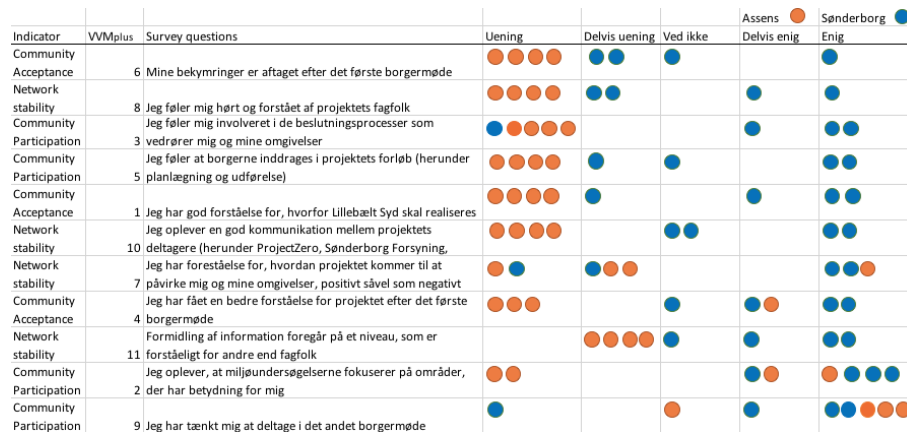 Assens Sønderborg
Indicator VVMplus Survey questions Uening Delvis uening Ved ikke Delvis enig Enig
Community
Acceptance 6 Mine bekymringer er aftaget efter det første borgermøde
Network
stability 8 Jeg føler mig hørt og forstået af projektets fagfolk
Community Jeg føler mig involveret i de beslutningsprocesser som
Participation 3 vedrører mig og mine omgivelser
Community Jeg føler at borgerne inddrages i projektets forløb (herunder
Participation 5 planlægning og udførelse)
Community
Acceptance 1 Jeg har god forståelse for, hvorfor Lillebælt Syd skal realiseres
Network Jeg oplever en god kommunikation mellem projektets
stability 10 deltagere (herunder ProjectZero, Sønderborg Forsyning,
Network Jeg har foreståelse for, hvordan projektet kommer til at
stability 7 påvirke mig og mine omgivelser, positivt såvel som negativt
Community Jeg har fået en bedre forståelse for projektet efter det første
Acceptance 4 borgermøde
Network Formidling af information foregår på et niveau, som er
stability 11 forståeligt for andre end fagfolk
Community Jeg oplever, at miljøundersøgelserne fokuserer på områder,
Participation 2 der har betydning for mig
Community
Participation 9 Jeg har tænkt mig at deltage i det andet borgermøde